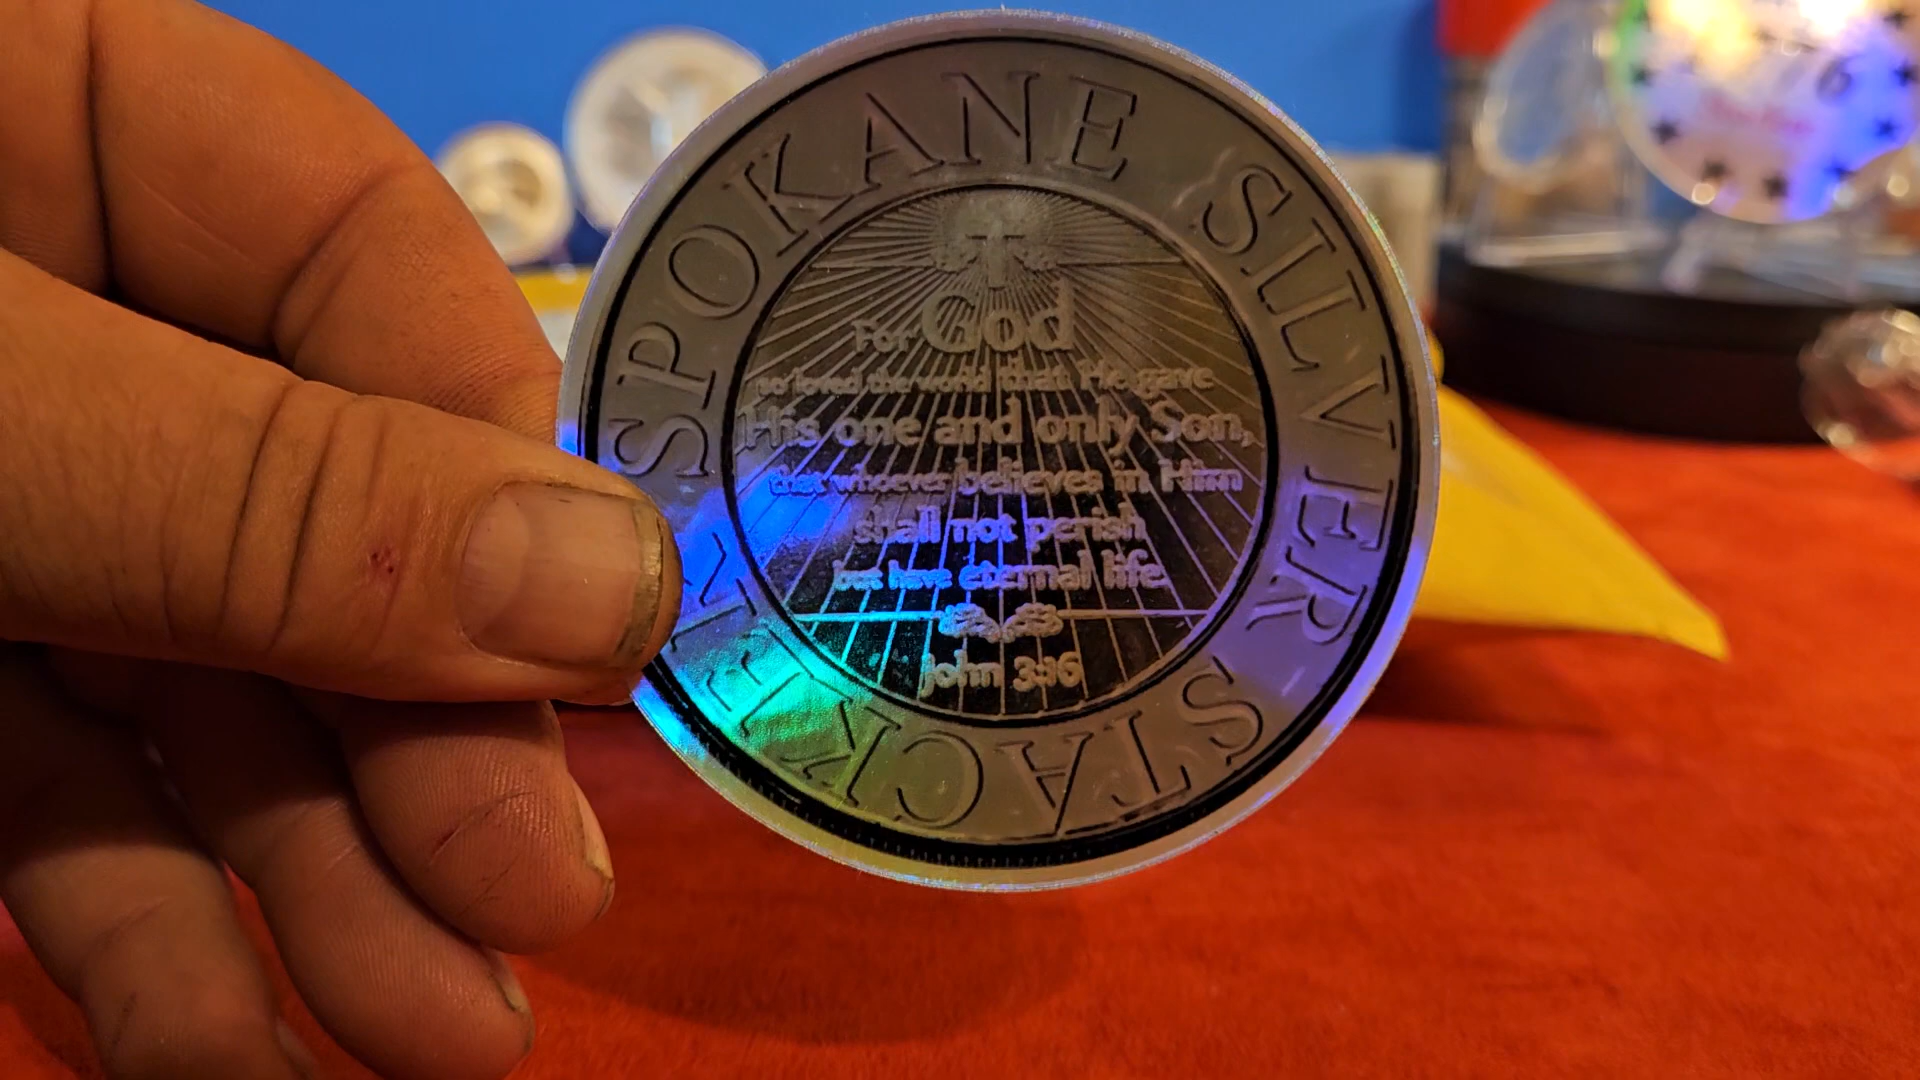 SPOKANE SILVER STACKER
For God
so loved the world that He gave
His one and only Son,
that whoever believes in Him
shall not perish
but have eternal life
John 3:16